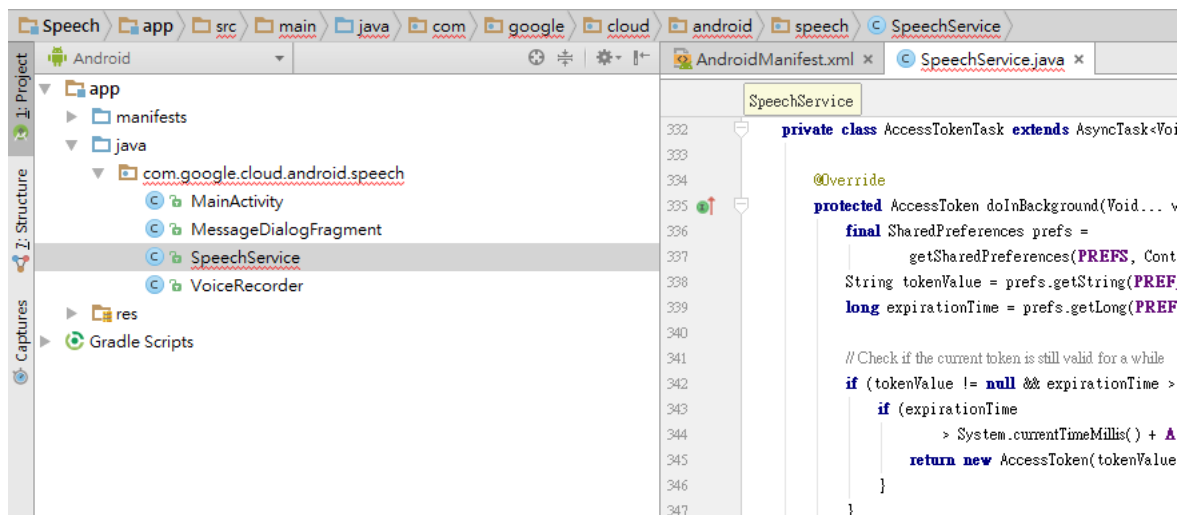 Speech app src main java com google cloud android speech SpeechService
1: Project
7: Structure
Captures
Android
app
manifests
java
com.google.cloud.android.speech
MainActivity
MessageDialogFragment
SpeechService
VoiceRecorder
res
Gradle Scripts
AndroidManifest.xml × SpeechService.java ×
SpeechService
332 private class AccessTokenTask extends AsyncTask<Voi
333
334 @Override
335 protected AccessToken doInBackground(Void... v
336 final SharedPreferences prefs =
337 getSharedPreferences(PREFS, Cont
338 String tokenValue = prefs.getString(PREF_
339 long expirationTime = prefs.getLong(PREF
340
341 // Check if the current token is still valid for a while
342 if (tokenValue != null && expirationTime >
343 if (expirationTime
344 > System.currentTimeMillis() + A
345 return new AccessToken(tokenValue
346 }
347 }